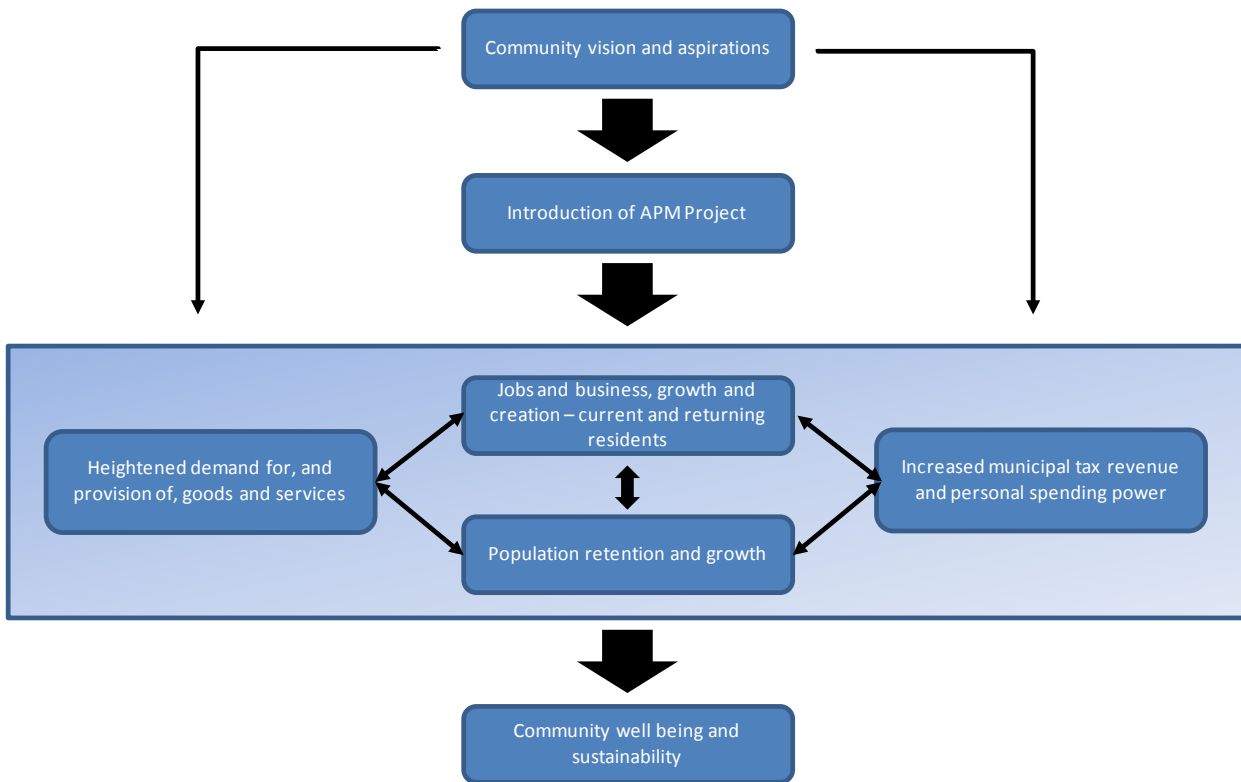 Community vision and aspirations
Introduction of APM Project
Jobs and business, growth and
creation – current and returning
residents
Heightened demand for, and
provision of, goods and services
Increased municipal tax revenue
and personal spending power
Population retention and growth
Community well being and
sustainability